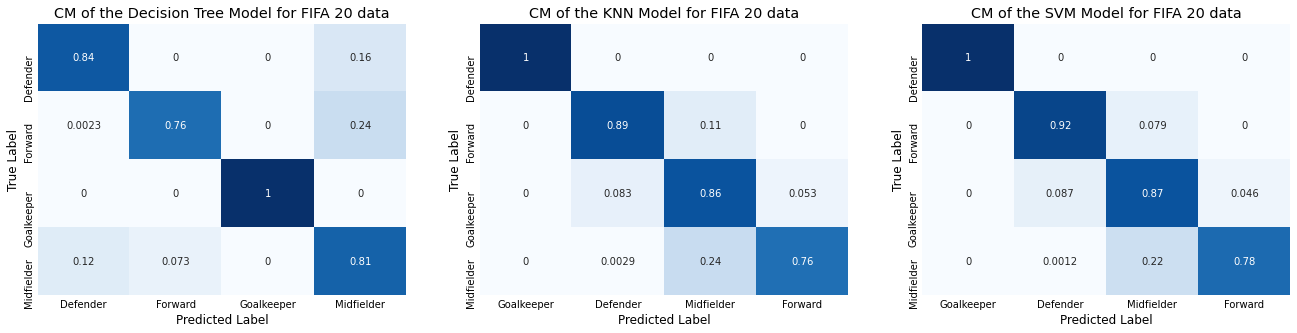 CM of the Decision Tree Model for FIFA 20 data
True Label
Defender
Forward
Goalkeeper
Midfielder
0.84 0 0 0.16
0.0023 0.76 0 0.24
0 0 1 0
0.12 0.073 0 0.81
Defender Forward Goalkeeper Midfielder
Predicted Label
CM of the KNN Model for FIFA 20 data
True Label
Defender
Forward
Goalkeeper
Midfielder
1 0 0 0
0 0.89 0.11 0
0 0.083 0.86 0.053
0 0.0029 0.24 0.76
Goalkeeper Defender Midfielder Forward
Predicted Label
CM of the SVM Model for FIFA 20 data
True Label
Defender
Forward
Goalkeeper
Midfielder
1 0 0 0
0 0.92 0.079 0
0 0.087 0.87 0.046
0 0.0012 0.22 0.78
Goalkeeper Defender Midfielder Forward
Predicted Label